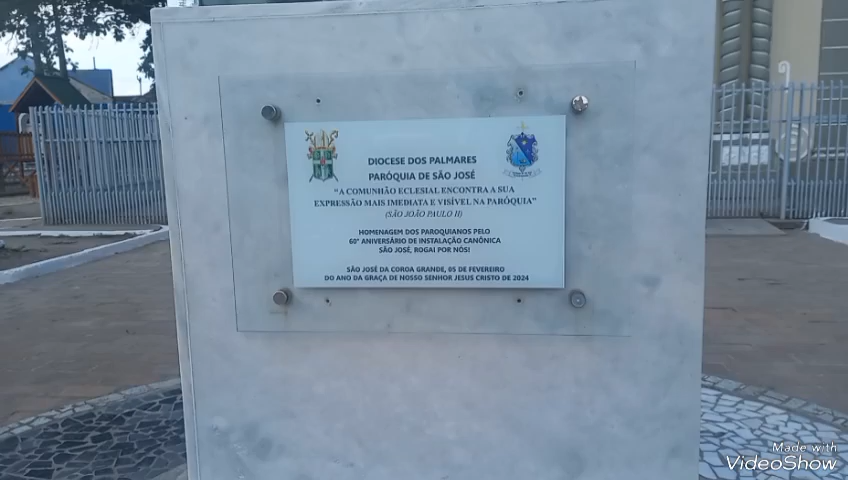 DIOCESE DOS PALMARES
PARÓQUIA DE SÃO JOSÉ
"A COMUNHÃO ECLESIAL ENCONTRA A SUA
EXPRESSÃO MAIS IMEDIATA E VISÍVEL NA PARÓQUIA"
(SÃO JOÃO PAULO II)
HOMENAGEM DOS PAROQUIANOS PELO
60° ANIVERSÁRIO DE INSTALAÇÃO CANÔNICA
SÃO JOSÉ, ROGAI POR NÓS!
SÃO JOSÉ DA COROA GRANDE, 05 DE FEVEREIRO
DO ANO DA GRAÇA DE NOSSO SENHOR JESUS CRISTO DE 2024
Made with
VideoShow